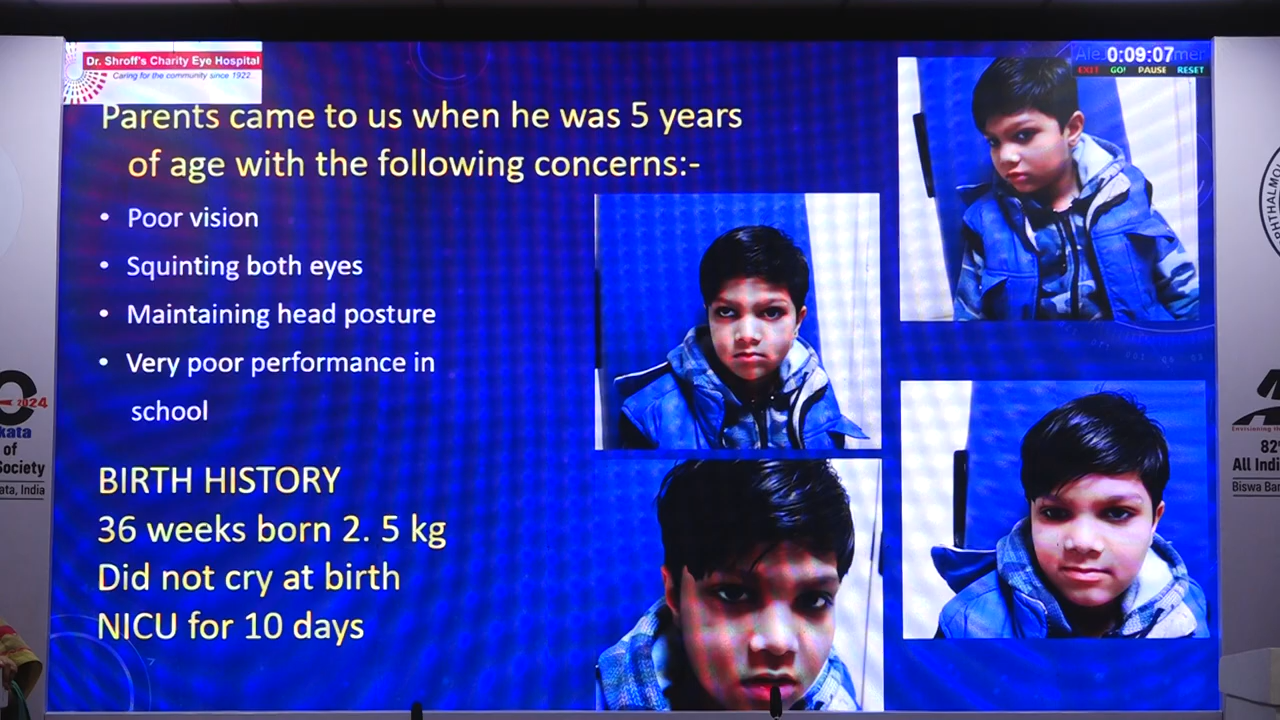 Dr. Shroff's Charity Eye Hospital
Caring for the community since 1922
0:09:07
EXIT GO! PAUSE RESET
Parents came to us when he was 5 years
of age with the following concerns:-
• Poor vision
• Squinting both eyes
• Maintaining head posture
• Very poor performance in
school
BIRTH HISTORY
36 weeks born 2. 5 kg
Did not cry at birth
NICU for 10 days
2024
kata
of
Society
ata, India
82
All Indi
Biswa Ban